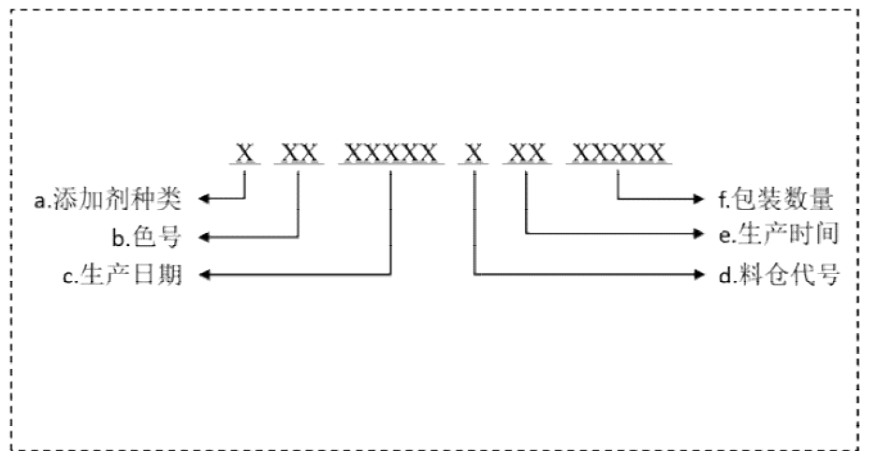 X XX XXXXX X XX XXXXX
a.添加剂种类
f.包装数量
b.色号
e.生产时间
c.生产日期
d.料仓代号